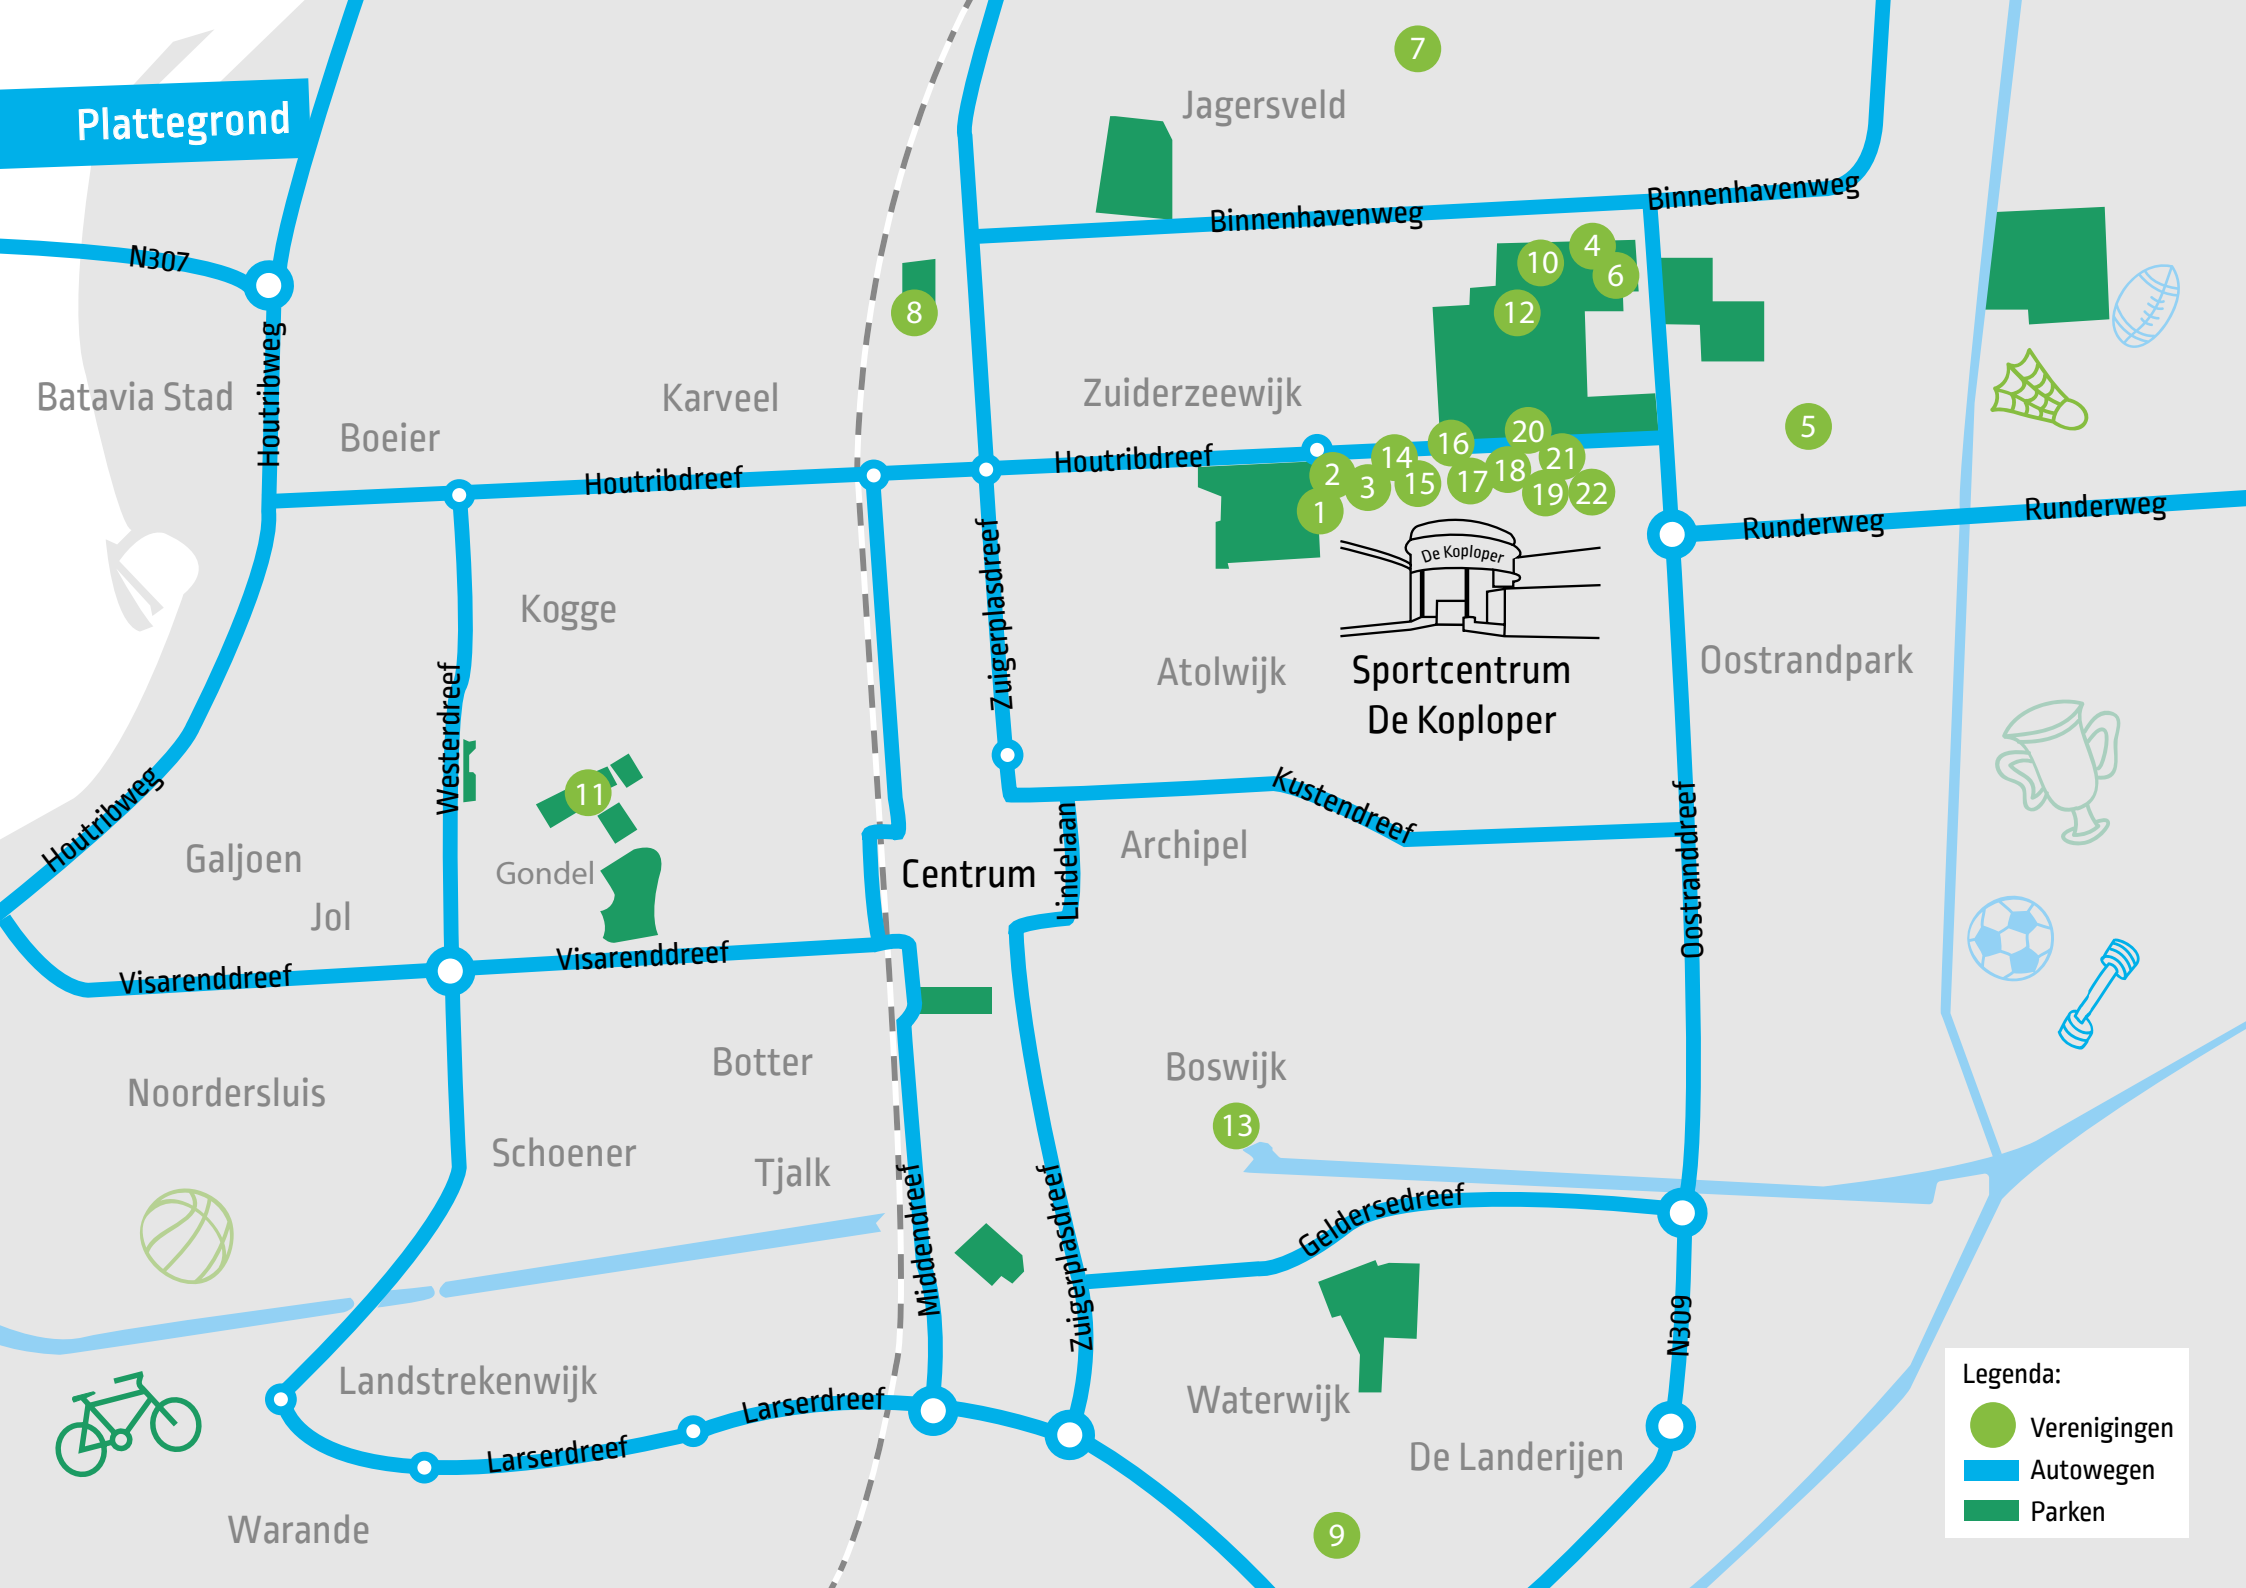 Plattegrond
7
Jagersveld
Binnenhavenweg
Binnenhavenweg
N307
4
10
6
8
12
Houtribweg
Batavia Stad
Karveel
Zuiderzeewijk
Boeier
5
Houtribdreef
Houtribdreef
16
20
14
21
2
3
15
17
18
19
22
1
Runderweg
Runderweg
De Koploper
Zuigerplasdreef
Kogge
Atolwijk
Sportcentrum
De Koploper
Oostrandpark
Westerdreef
Houtribweg
11
Kustendreef
Galjoen
Gondel
Centrum
Lindelaan
Archipel
Oostranddreef
Jol
Visarenddreef
Visarenddreef
Botter
Boswijk
Noordersluis
13
Schoener
Tjalk
Middendreef
Zuigerplasdreef
Geldersedreef
N309
Landstrekenwijk
Larserdreef
Larserdreef
Waterwijk
De Landerijen
Warande
9
Legenda:
Verenigingen
Autowegen
Parken